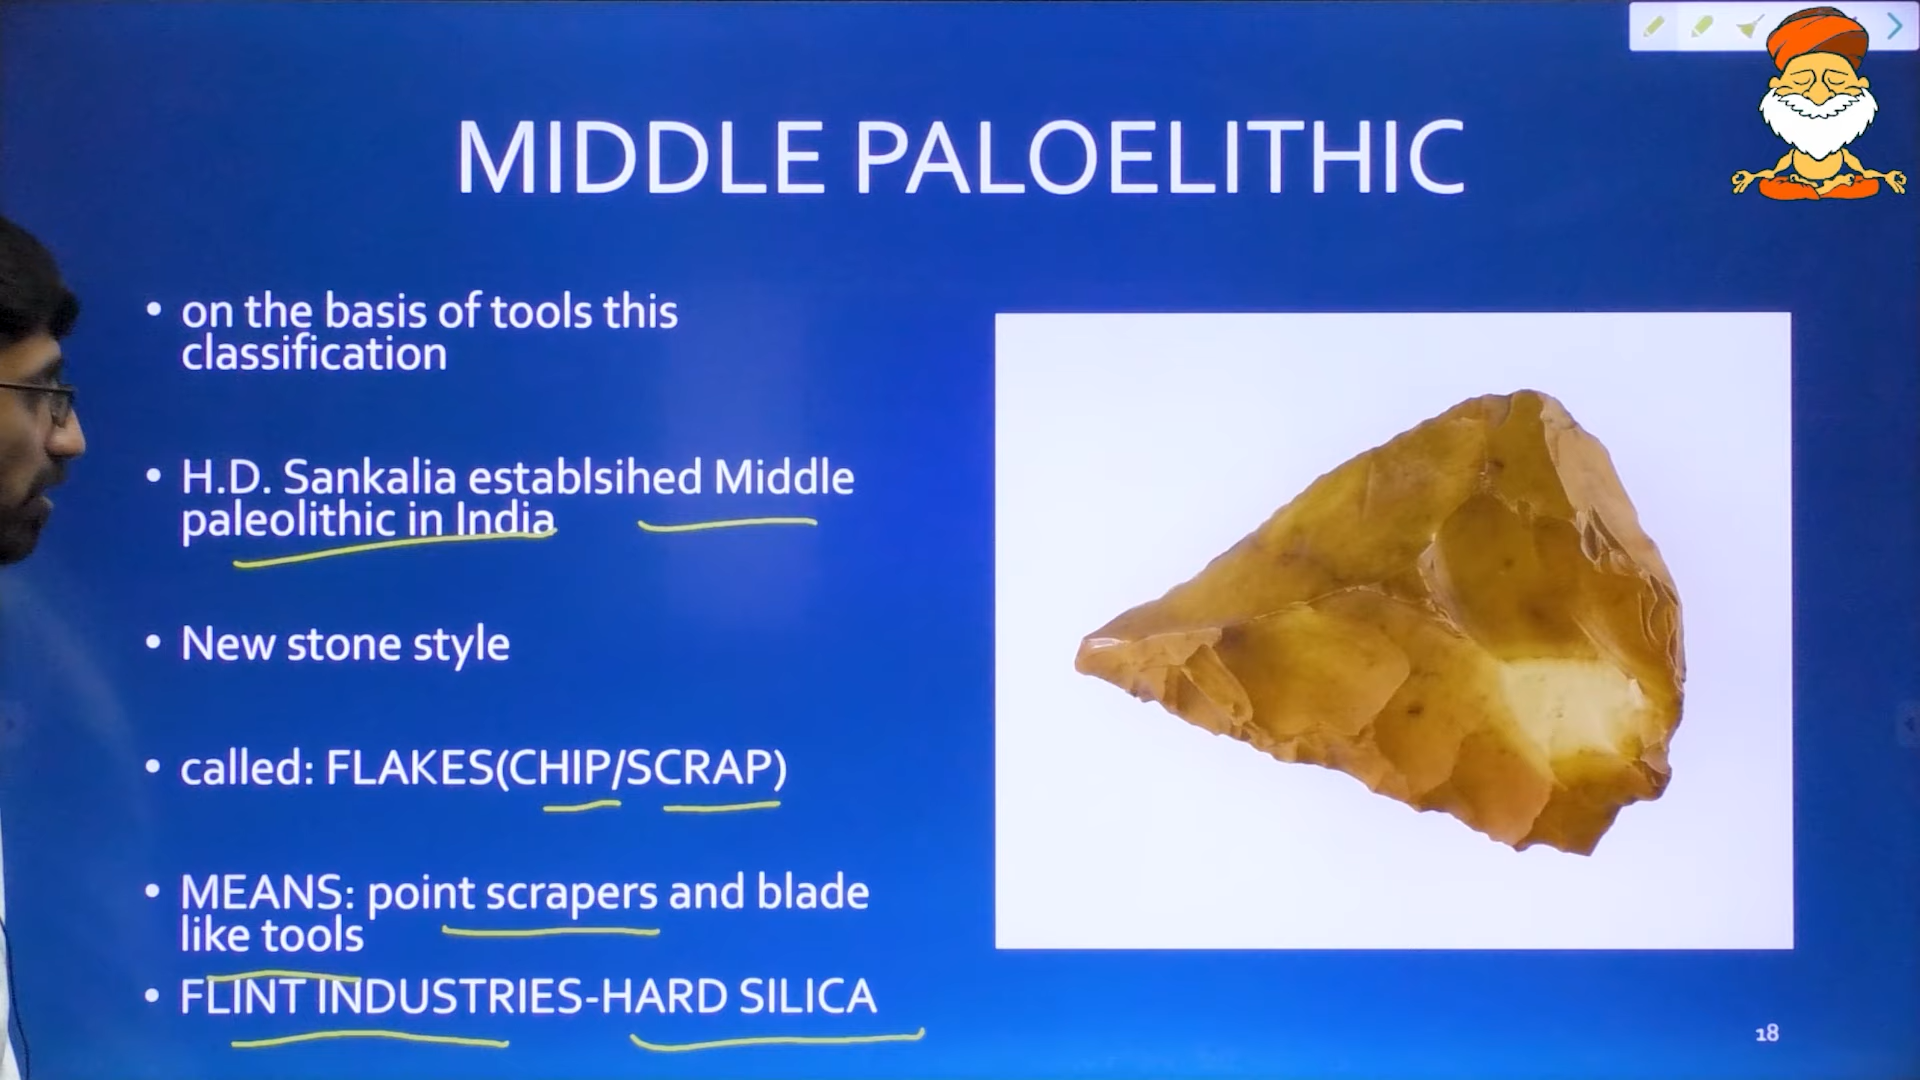 MIDDLE PALOELITHIC
• on the basis of tools this
classification
• H.D. Sankalia establsihed Middle
paleolithic in India
• New stone style
• called: FLAKES(CHIP/SCRAP)
• MEANS: point scrapers and blade
like tools
• FLINT INDUSTRIES-HARD SILICA
18